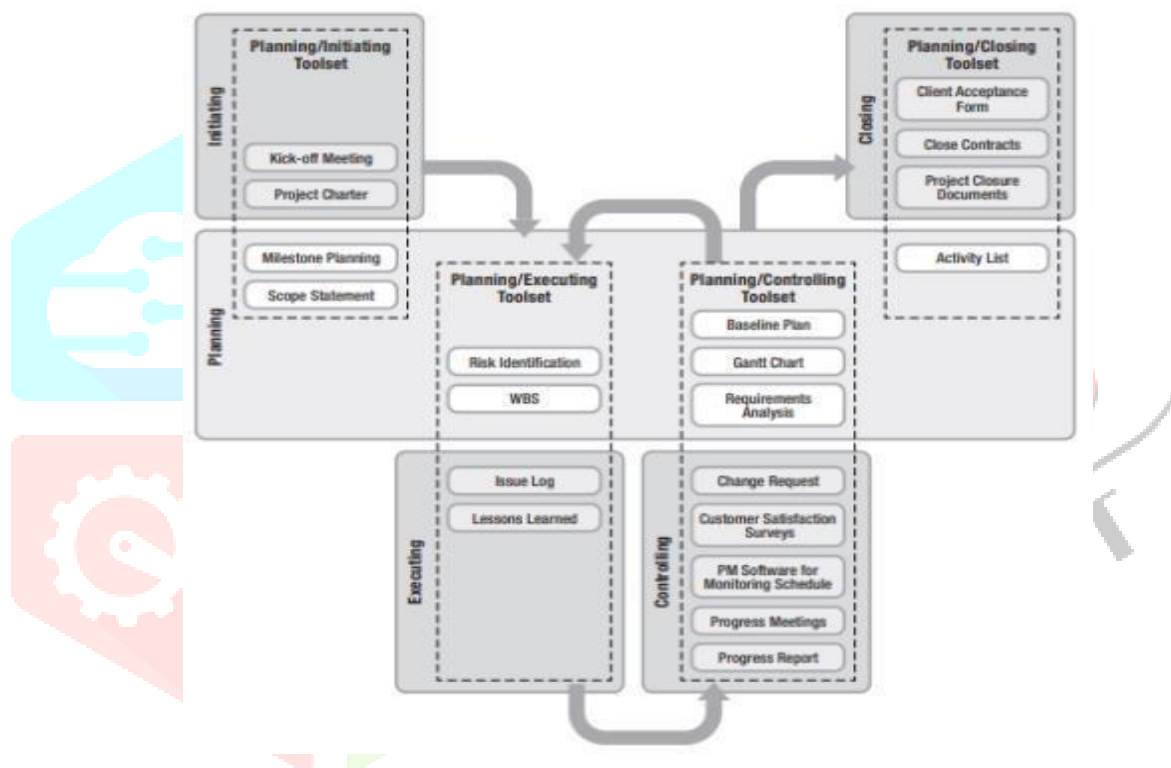 Initiating
Planning/Initiating
Toolset
Kick-off Meeting
Project Charter
Milestone Planning
Scope Statement
Closing
Planning/Closing
Toolset
Client Acceptance
Form
Close Contracts
Project Closure
Documents
Activity List
Planning
Planning/Executing
Toolset
Risk Identification
WBS
Executing
Issue Log
Lessons Learned
Planning/Controlling
Toolset
Baseline Plan
Gantt Chart
Requirements
Analysis
Controlling
Change Request
Customer Satisfaction
Surveys
PM Software for
Monitoring Schedule
Progress Meetings
Progress Report